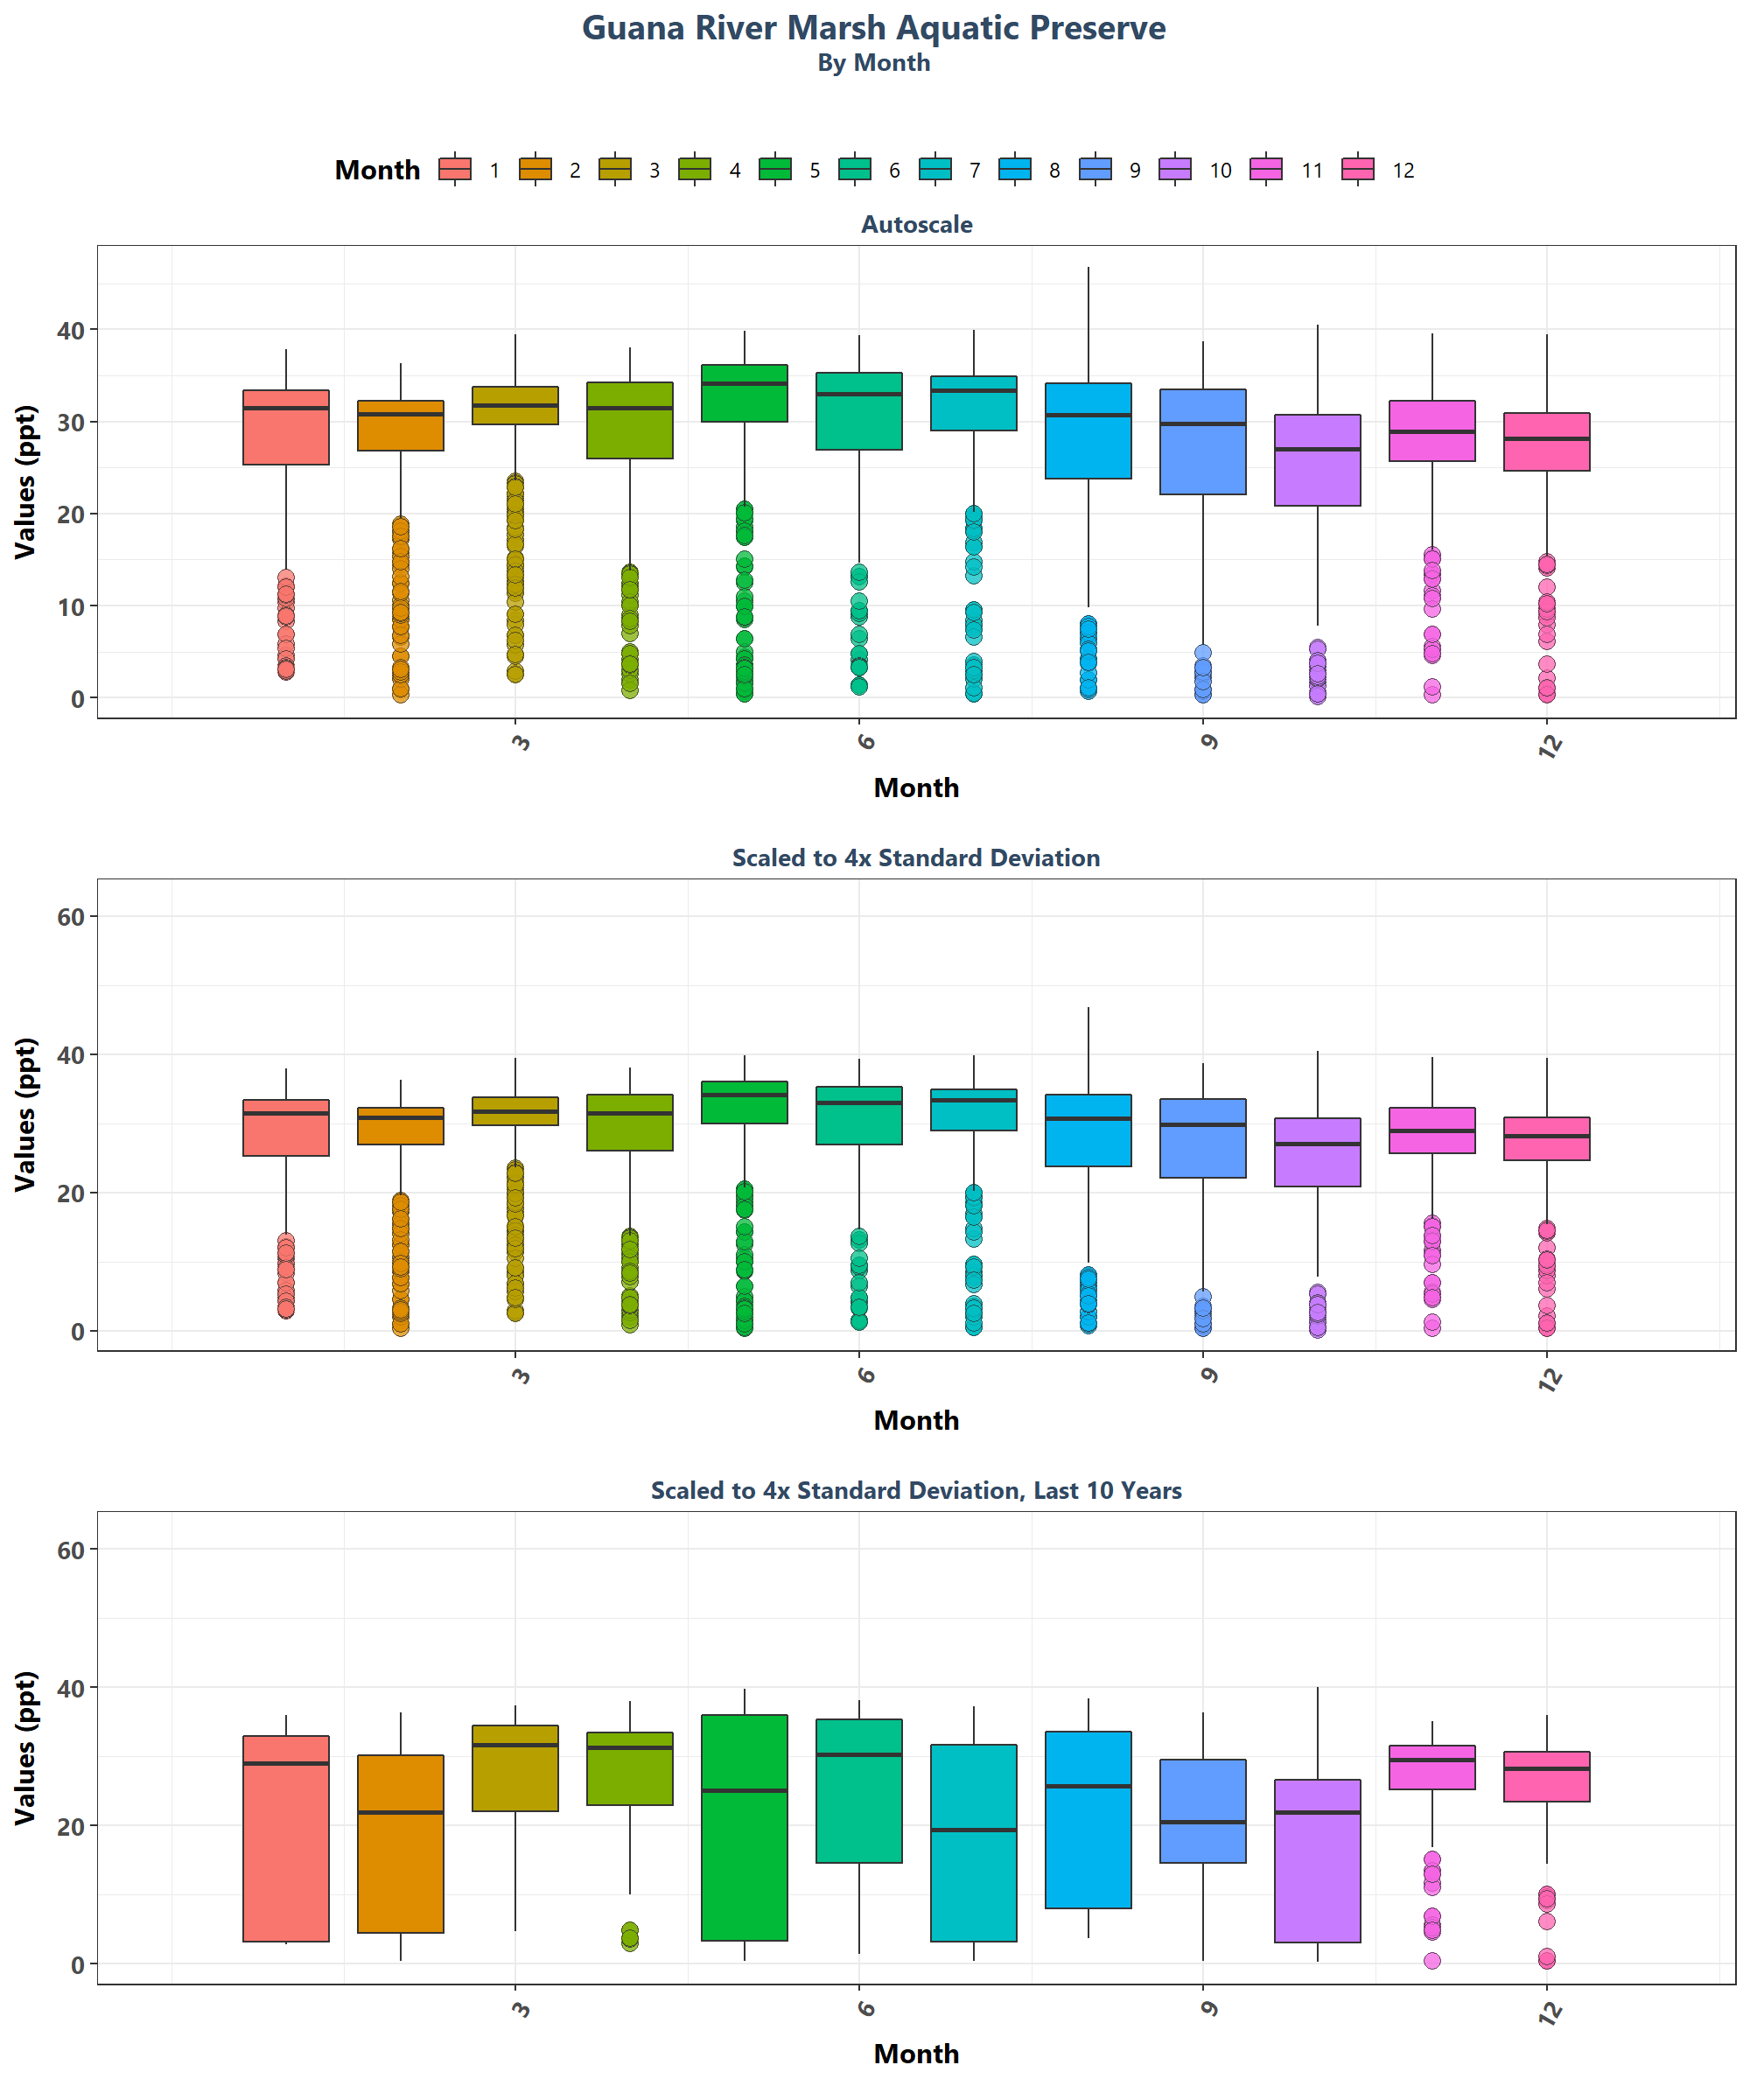 Guana River Marsh Aquatic Preserve
By Month
Month 1 2 3 4 5 6 7 8 9 10 11 12
Autoscale
Values (ppt)
40
30
20
10
0
3 6 9 12
Month
Scaled to 4x Standard Deviation
Values (ppt)
60
40
20
0
3 6 9 12
Month
Scaled to 4x Standard Deviation, Last 10 Years
Values (ppt)
60
40
20
0
3 6 9 12
Month